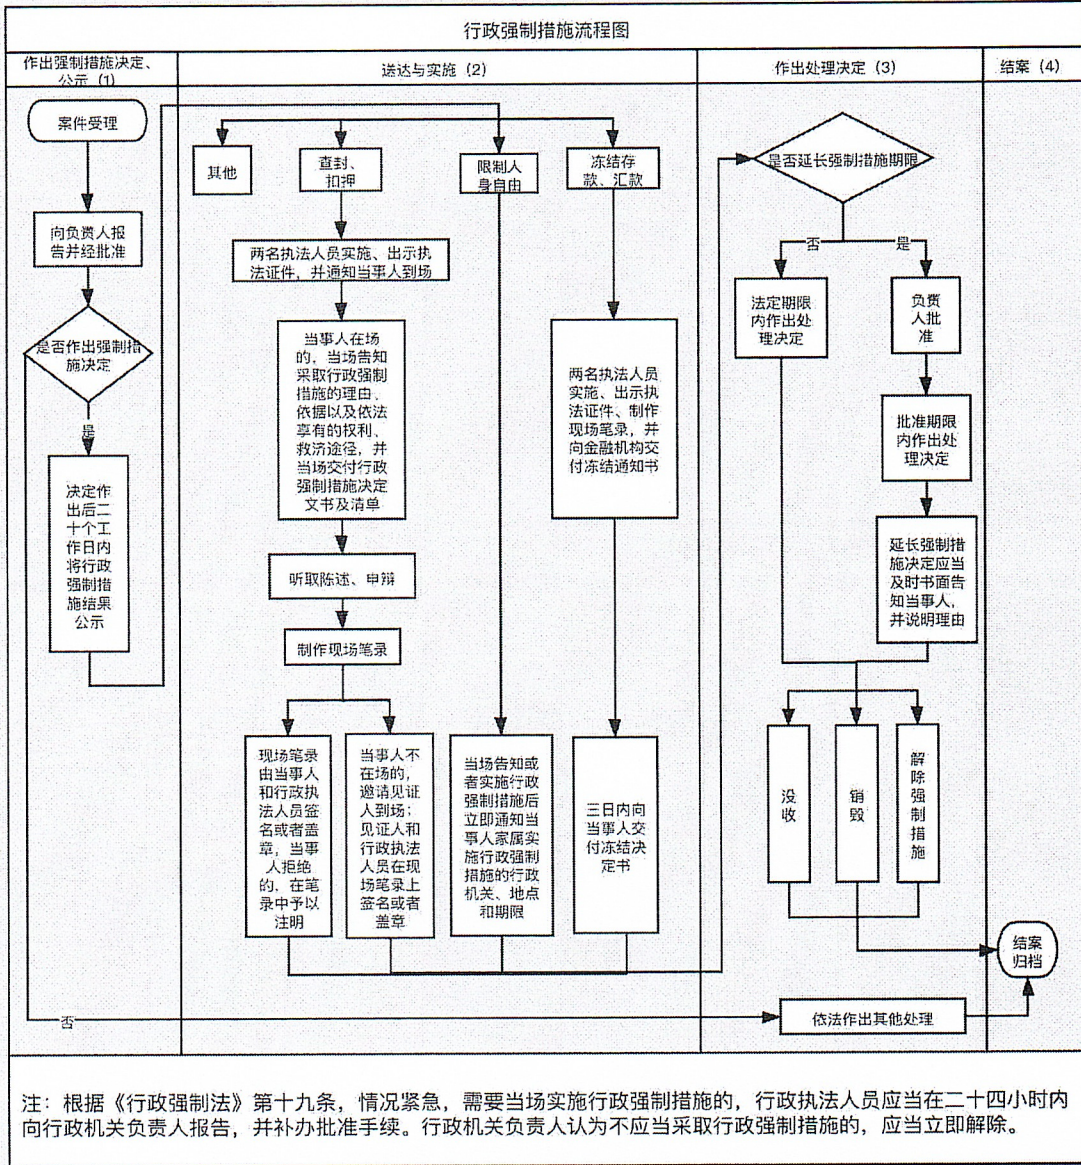 行政强制措施流程图
作出强制措施决定、
公示（1）
送达与实施（2）
作出处理决定（3）
结案（4）
案件受理
向负责人报
告并经批准
是否作出强制措
施决定
是
决定作
出后二
十个工
作日内
将行政
强制措
施结果
公示
否
其他
查封、
扣押
限制人
身自由
冻结存
款、汇款
两名执法人员实施、出示执
法证件，并通知当事人到场
当事人在场
的，当场告知
采取行政强制
措施的理由、
依据以及依法
享有的权利、
救济途径，并
当场交付行政
强制措施决定
文书及清单
听取陈述、申辩
制作现场笔录
现场笔录
由当事人
和行政执
法人员签
名或者盖
章，当事
人拒绝
的，在笔
录中予以
注明
当事人不
在场的，
邀请见证
人到场；
见证人和
行政执法
人员在现
场笔录上
签名或者
盖章
当场告知或
者实施行政
强制措施后
立即通知当
事人家属实
施行政强制
措施的行政
机关、地点
和期限
两名执法人员
实施、出示执
法证件、制作
现场笔录，并
向金融机构交
付冻结通知书
三日内向
当事人交
付冻结决
定书
是否延长强制措施期限
否
是
法定期限
内作出处
理决定
负责
人批
准
批准期限
内作出处
理决定
延长强制措
施决定应当
及时书面告
知当事人，
并说明理由
没收
销毁
解除强制措施
依法作出其他处理
结案
归档
注：根据《行政强制法》第十九条，情况紧急，需要当场实施行政强制措施的，行政执法人员应当在二十四小时内
向行政机关负责人报告，并补办批准手续。行政机关负责人认为不应当采取行政强制措施的，应当立即解除。